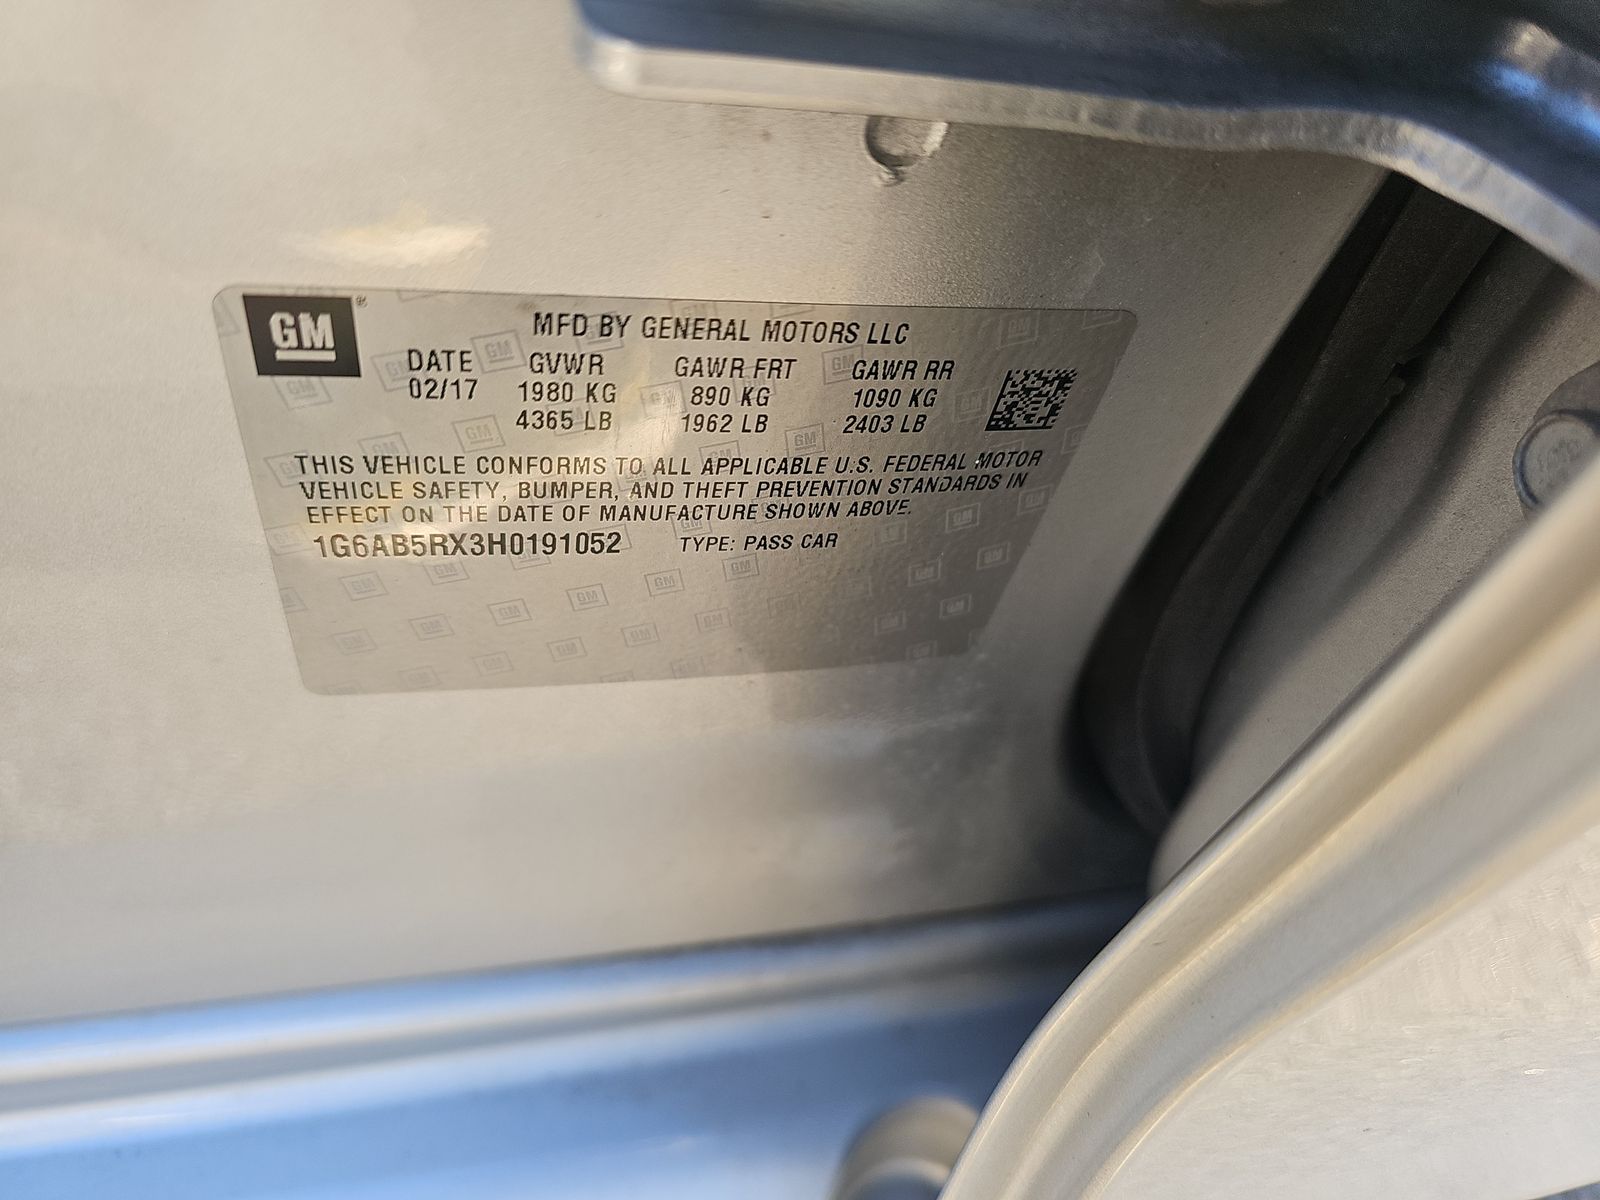 GM ®
MFD BY GENERAL MOTORS LLC
DATE GVWR GAWR FRT GAWR RR
02/17 1980 KG 890 KG 1090 KG
4365 LB 1962 LB 2403 LB
THIS VEHICLE CONFORMS TO ALL APPLICABLE U.S. FEDERAL MOTOR
VEHICLE SAFETY, BUMPER, AND THEFT PREVENTION STANDARDS IN
EFFECT ON THE DATE OF MANUFACTURE SHOWN ABOVE.
1G6AB5RX3H0191052 TYPE: PASS CAR